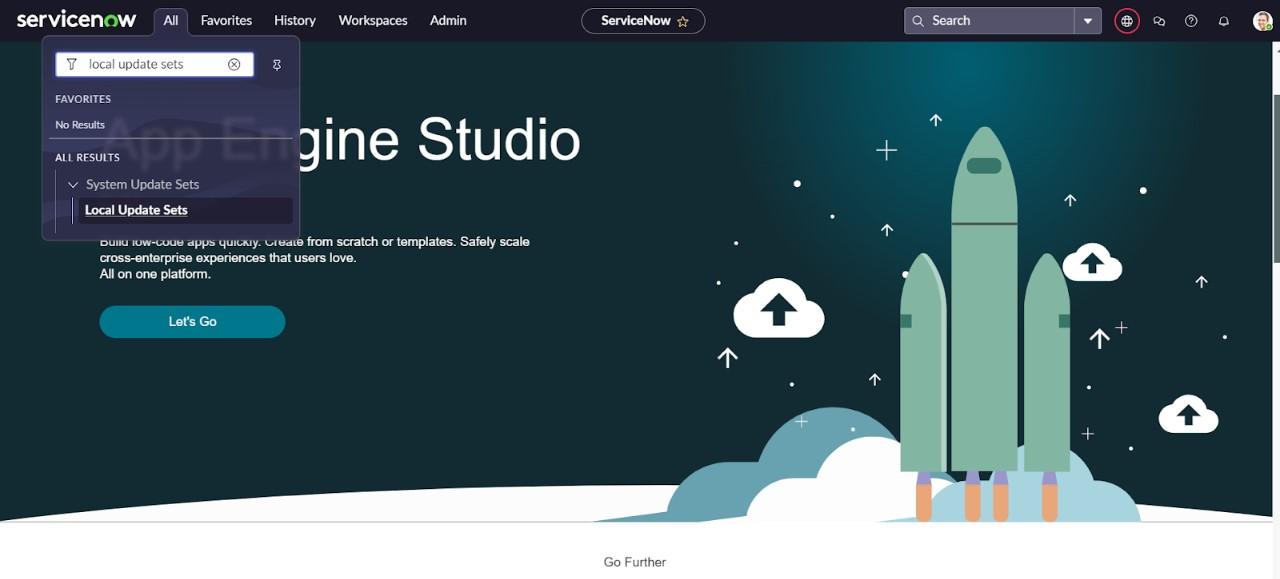 servicenow All Favorites History Workspaces Admin ServiceNow Search
local update sets
FAVORITES
No Results
ALL RESULTS
System Update Sets
Local Update Sets
App Engine Studio
Build low-code apps quickly. Create from scratch or templates. Safely scale
cross-enterprise experiences that users love.
All on one platform.
Let's Go
Go Further